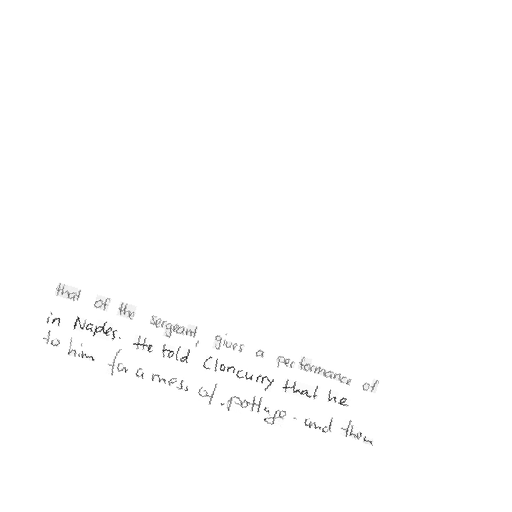 that of the sergeant, gives a performance of
in Naples. He told Cloncurry that he
to him for a mess of pottage - and then